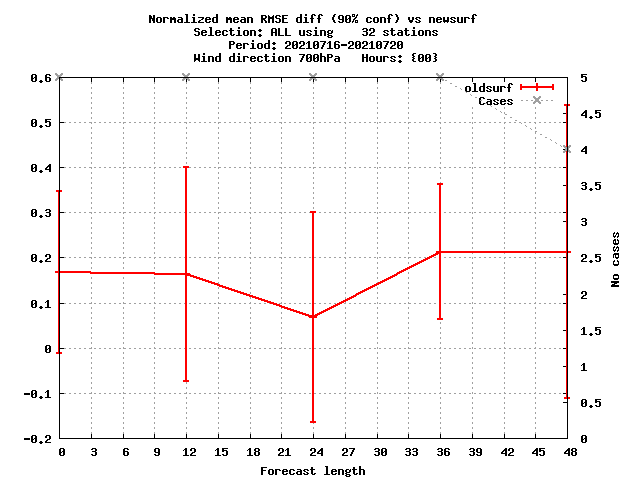 Normalized mean RMSE diff (90% conf) vs newsurf
Selection: ALL using    32 stations
Period: 20210716-20210720
Wind direction 700hPa   Hours: {00}
oldsurf
Cases
0.6
0.5
0.4
0.3
0.2
0.1
0
-0.1
-0.2
5
4.5
4
3.5
3
2.5
2
1.5
1
0.5
0
No cases
0 3 6 9 12 15 18 21 24 27 30 33 36 39 42 45 48
Forecast length